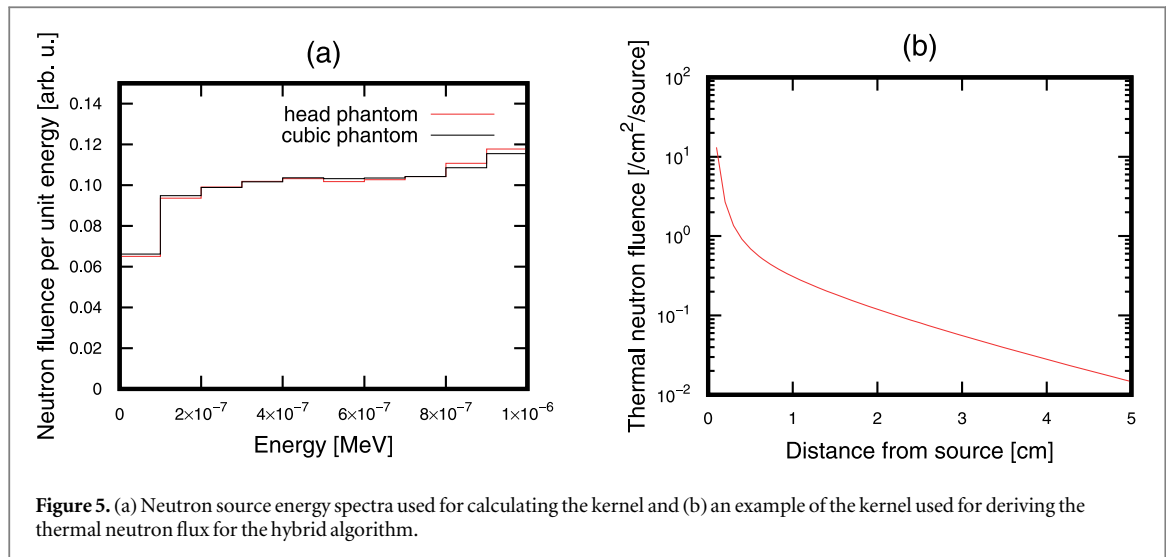 (a)
Neutron fluence per unit energy [arb. u.]
0.14
0.12
0.10
0.08
0.06
0.04
0.02
0
head phantom
cubic phantom
0 2×10⁻⁷ 4×10⁻⁷ 6×10⁻⁷ 8×10⁻⁷ 1×10⁻⁶
Energy [MeV]
(b)
Thermal neutron fluence [/cm²/source]
10²
10¹
10⁰
10⁻¹
10⁻²
0 1 2 3 4 5
Distance from source [cm]
Figure 5. (a) Neutron source energy spectra used for calculating the kernel and (b) an example of the kernel used for deriving the
thermal neutron flux for the hybrid algorithm.